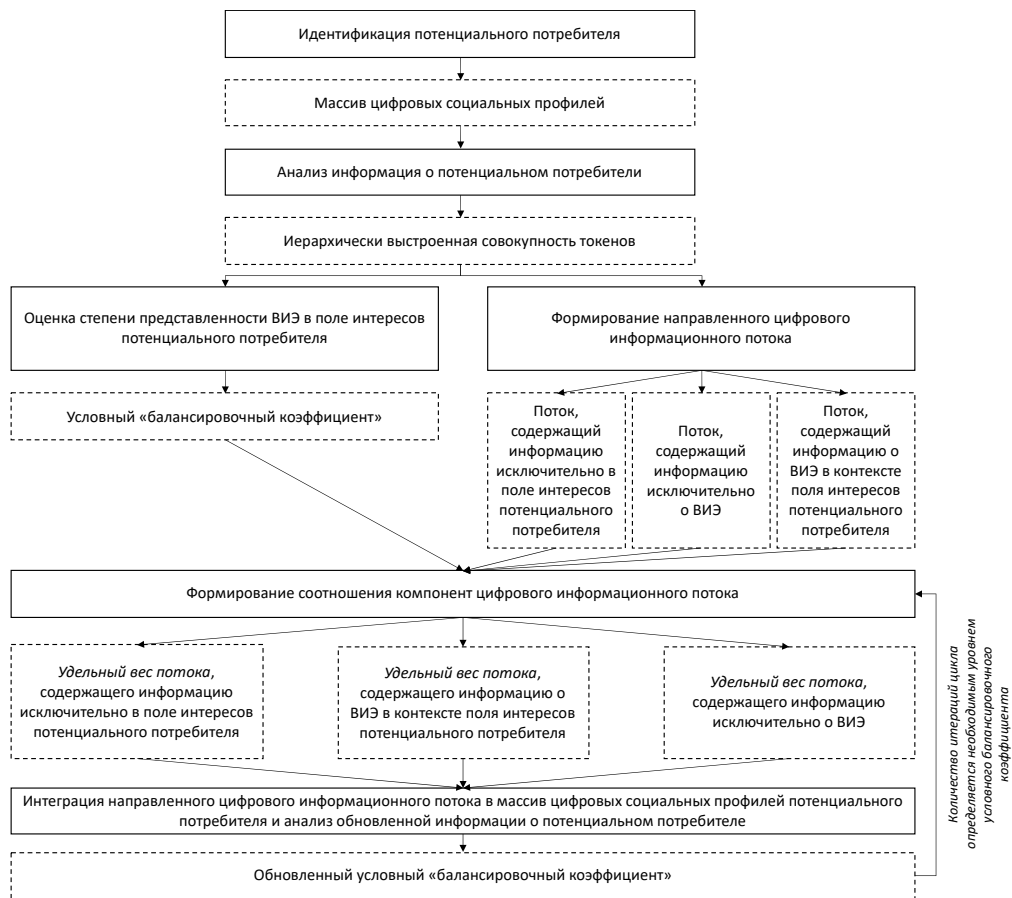 Идентификация потенциального потребителя
Массив цифровых социальных профилей
Анализ информация о потенциальном потребители
Иерархически выстроенная совокупность токенов
Оценка степени представленности ВИЭ в поле интересов
потенциального потребителя
Формирование направленного цифрового
информационного потока
Условный «балансировочный коэффициент»
Поток,
содержащий
информацию
исключительно в
поле интересов
потенциального
потребителя
Поток,
содержащий
информацию
исключительно
о ВИЭ
Поток,
содержащий
информацию о
ВИЭ в контексте
поля интересов
потенциального
потребителя
Формирование соотношения компонент цифрового информационного потока
Удельный вес потока,
содержащего информацию
исключительно в поле интересов
потенциального потребителя
Удельный вес потока,
содержащего информацию о
ВИЭ в контексте поля интересов
потенциального потребителя
Удельный вес потока,
содержащего информацию
исключительно о ВИЭ
Количество итераций цикла
определяется необходимым уровнем
условного балансировочного
коэффициента
Интеграция направленного цифрового информационного потока в массив цифровых социальных профилей потенциального
потребителя и анализ обновленной информации о потенциальном потребителе
Обновленный условный «балансировочный коэффициент»